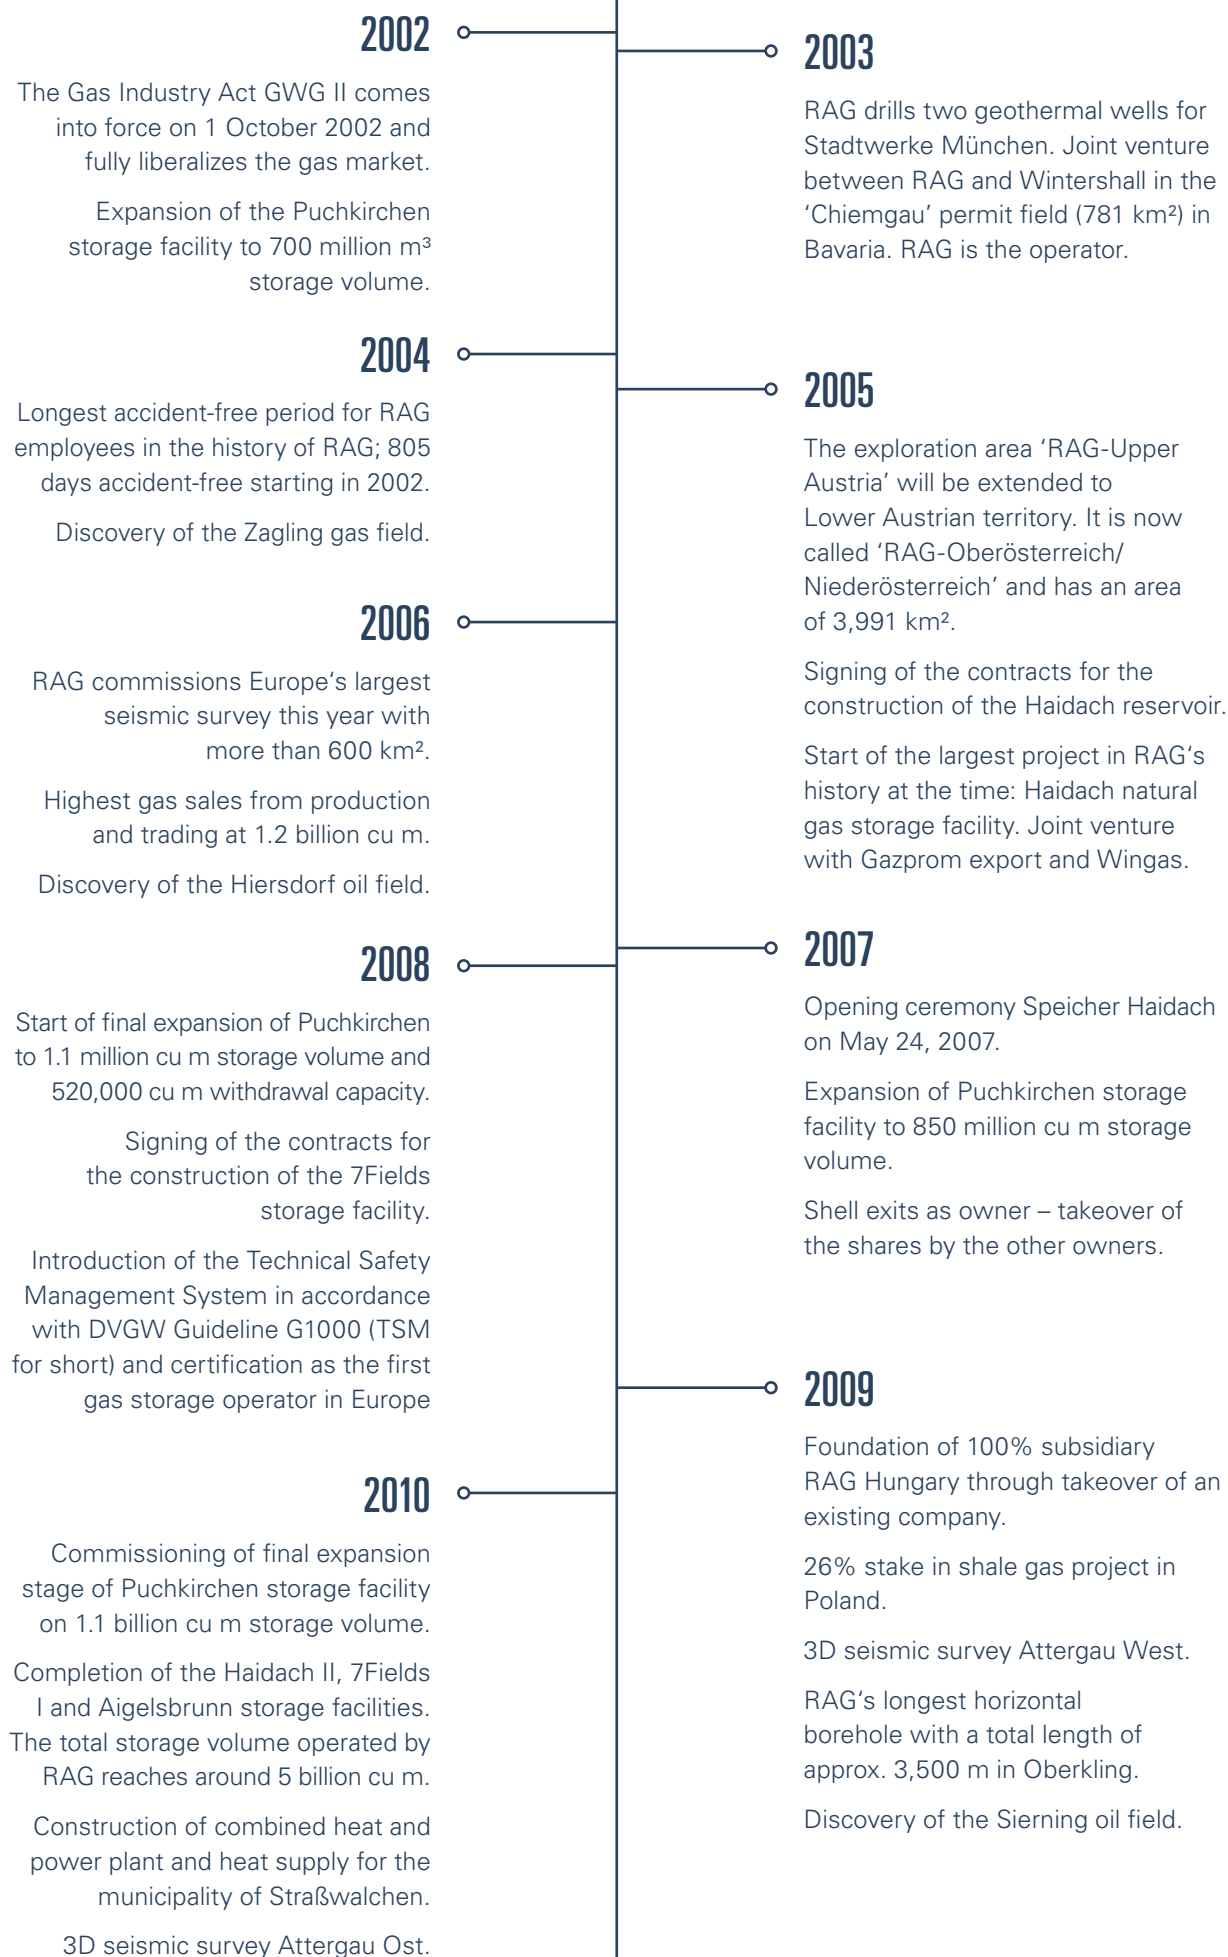 2002
The Gas Industry Act GWG II comes
into force on 1 October 2002 and
fully liberalizes the gas market.
Expansion of the Puchkirchen
storage facility to 700 million m³
storage volume.
2003
RAG drills two geothermal wells for
Stadtwerke München. Joint venture
between RAG and Wintershall in the
‘Chiemgau’ permit field (781 km²) in
Bavaria. RAG is the operator.
2004
Longest accident-free period for RAG
employees in the history of RAG; 805
days accident-free starting in 2002.
Discovery of the Zagling gas field.
2005
The exploration area ‘RAG-Upper
Austria’ will be extended to
Lower Austrian territory. It is now
called ‘RAG-Oberösterreich/
Niederösterreich’ and has an area
of 3,991 km².
Signing of the contracts for the
construction of the Haidach reservoir.
Start of the largest project in RAG‘s
history at the time: Haidach natural
gas storage facility. Joint venture
with Gazprom export and Wingas.
2006
RAG commissions Europe‘s largest
seismic survey this year with
more than 600 km².
Highest gas sales from production
and trading at 1.2 billion cu m.
Discovery of the Hiersdorf oil field.
2007
Opening ceremony Speicher Haidach
on May 24, 2007.
Expansion of Puchkirchen storage
facility to 850 million cu m storage
volume.
Shell exits as owner – takeover of
the shares by the other owners.
2008
Start of final expansion of Puchkirchen
to 1.1 million cu m storage volume and
520,000 cu m withdrawal capacity.
Signing of the contracts for
the construction of the 7Fields
storage facility.
Introduction of the Technical Safety
Management System in accordance
with DVGW Guideline G1000 (TSM
for short) and certification as the first
gas storage operator in Europe
2009
Foundation of 100% subsidiary
RAG Hungary through takeover of an
existing company.
26% stake in shale gas project in
Poland.
3D seismic survey Attergau West.
RAG‘s longest horizontal
borehole with a total length of
approx. 3,500 m in Oberkling.
Discovery of the Sierning oil field.
2010
Commissioning of final expansion
stage of Puchkirchen storage facility
on 1.1 billion cu m storage volume.
Completion of the Haidach II, 7Fields
I and Aigelsbrunn storage facilities.
The total storage volume operated by
RAG reaches around 5 billion cu m.
Construction of combined heat and
power plant and heat supply for the
municipality of Straßwalchen.
3D seismic survey Attergau Ost.